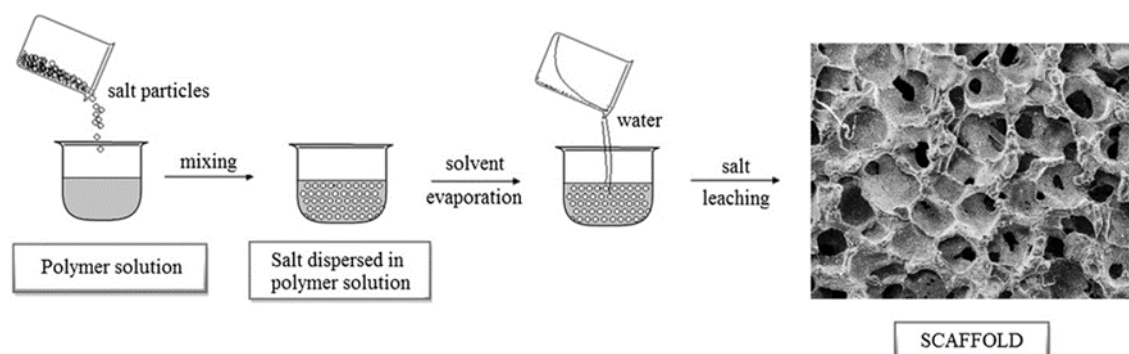 salt particles
mixing
Polymer solution
Salt dispersed in
polymer solution
solvent
evaporation
water
salt
leaching
SCAFFOLD